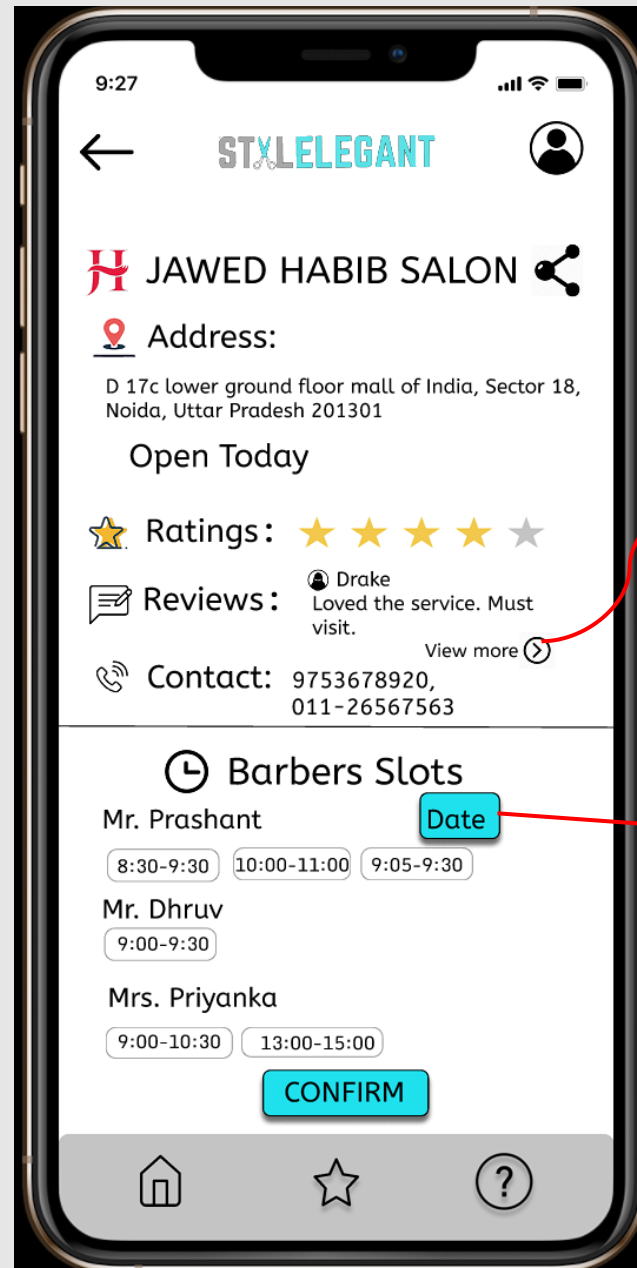 9:27
STYLELEGANT
JAWED HABIB SALON
Address:
D 17c lower ground floor mall of India, Sector 18,
Noida, Uttar Pradesh 201301
Open Today
Ratings:
Reviews:
Drake
Loved the service. Must
visit.
View more
Contact:
9753678920,
011-26567563
Barbers Slots
Mr. Prashant
Date
8:30-9:30 10:00-11:00 9:05-9:30
Mr. Dhruv
9:00-9:30
Mrs. Priyanka
9:00-10:30 13:00-15:00
CONFIRM
?